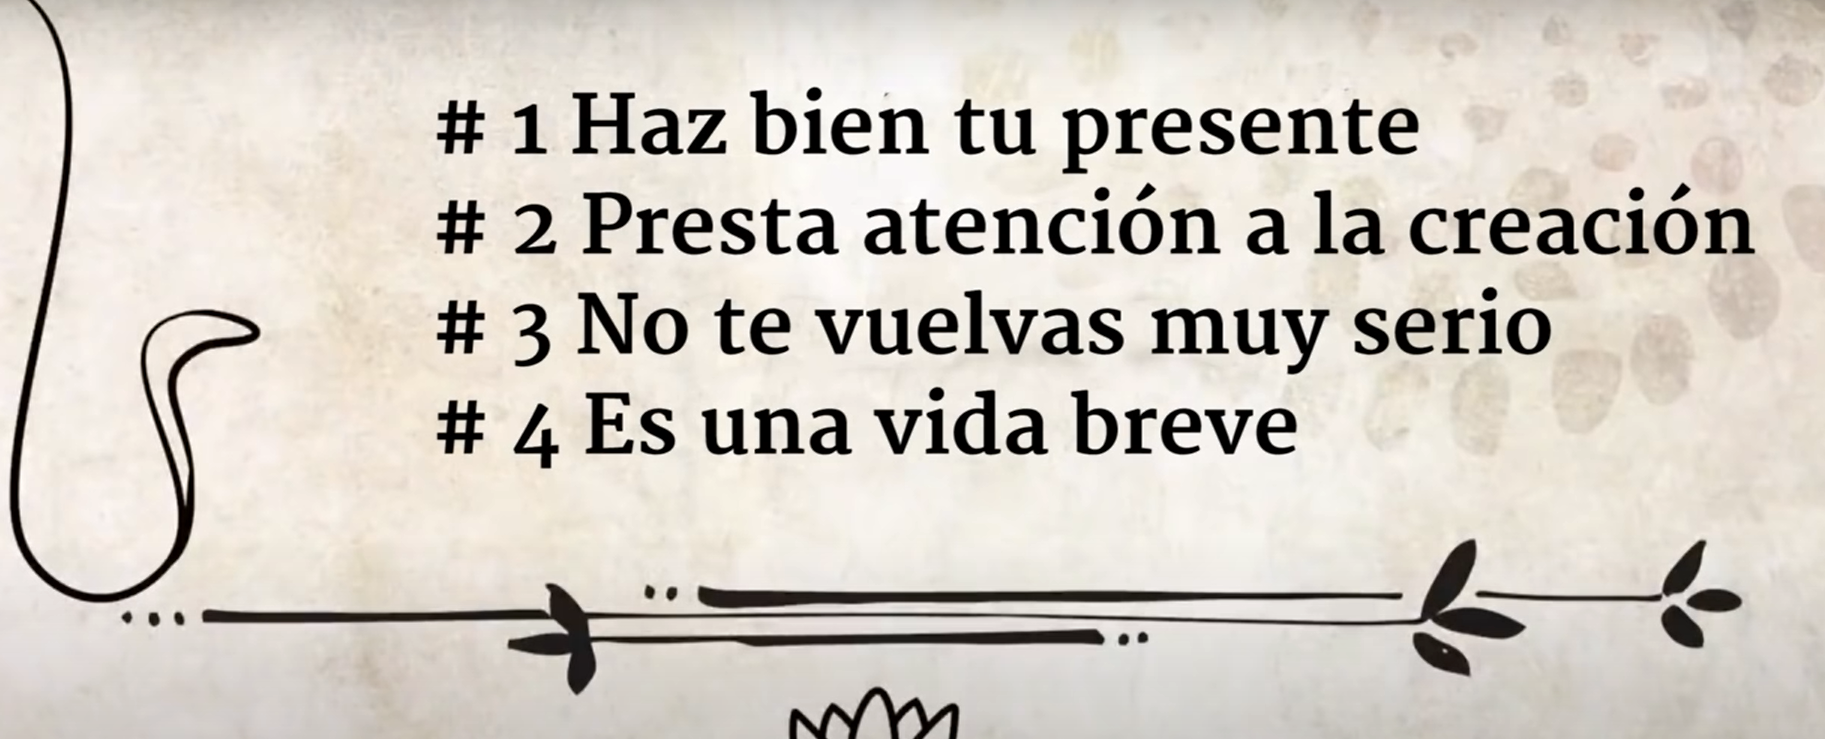 # 1 Haz bien tu presente
# 2 Presta atención a la creación
# 3 No te vuelvas muy serio
# 4 Es una vida breve